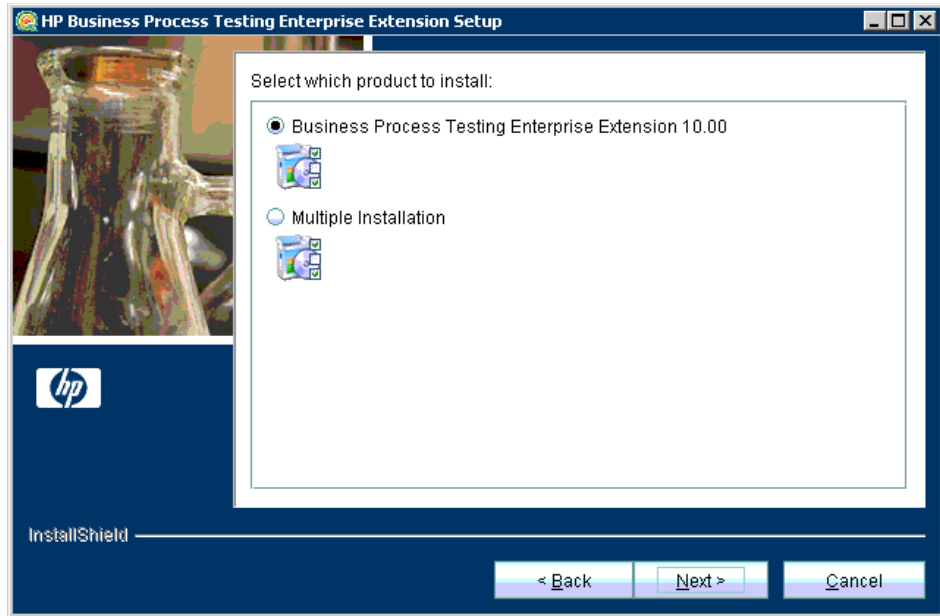 HP Business Process Testing Enterprise Extension Setup
Select which product to install:
Business Process Testing Enterprise Extension 10.00
Multiple Installation
hp
InstallShield
< Back
Next >
Cancel